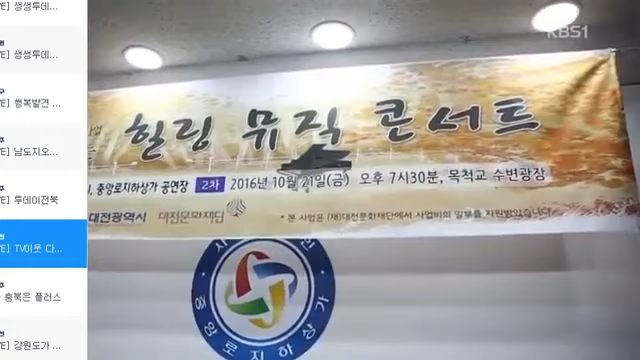 생생투데...
생생투데...
행복발견 ...
남도지오...
투데이전북
TV아웃 다...
충북은 플러스
강원도가 ...
KBS1
힐링 뮤직 콘서트
중앙로지하상가 공연장 2차 2016년 10월 21일(금) 오후 7시30분, 목척교 수변광장
대전광역시 대전문화재단 * 본 사업은 (재)대전문화재단에서 사업비의 일부를 지원받았습니다
중앙로지하상가